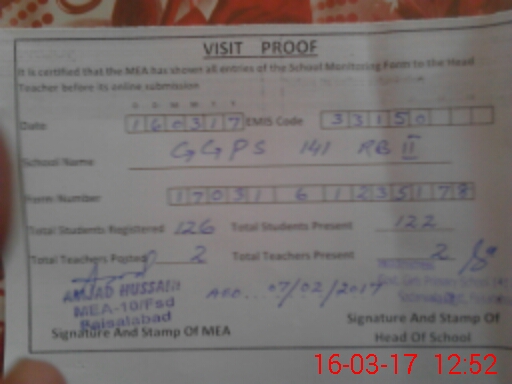 VISIT PROOF
It is certified that the MEA has shown all entries of the School Monitoring Form to the Head
Teacher before its online submission
D D M M Y Y
Date 160317 EMIS Code 33150
School Name GGPS 141 RB II
Form Number 17031 6 1235178
Total Students Registered 126 Total Students Present 122
Total Teachers Posted 2 Total Teachers Present 2
AMJAD HUSSAIN
MEA-10/Fsd
Faisalabad
07/02/2017
Signature And Stamp Of MEA
Signature And Stamp Of
Head Of School
16-03-17 12:52